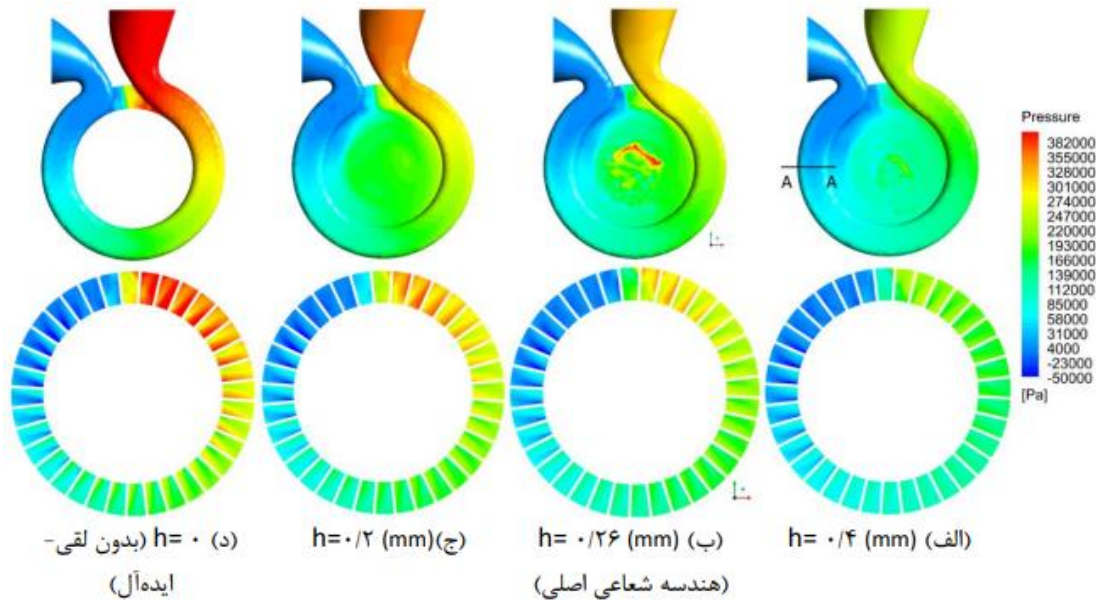 Pressure
382000
355000
328000
301000
274000
247000
220000
193000
166000
139000
112000
85000
58000
31000
4000
-23000
-50000
[Pa]
A A
(الف) h= ۰/۴ (mm)
(ب) h= ۰/۲۶ (mm)
(هندسه شعاعی اصلی)
(ج) h=۰/۲ (mm)
(د) h= ۰ (بدون لقی-
ایده‌آل)